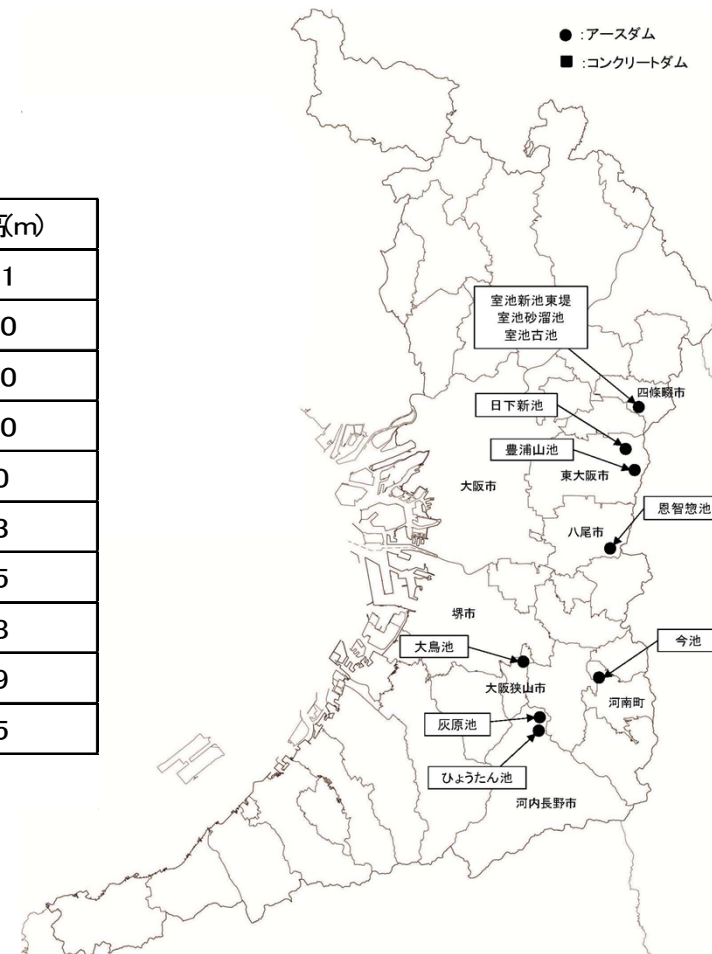 ● :アースダム
■ :コンクリートダム
(m)
1
0
0
0
0
3
5
3
9
5
室池新池東堤
室池砂溜池
室池古池
四條畷市
日下新池
豊浦山池
東大阪市
大阪市
恩智惣池
八尾市
堺市
大鳥池
今池
大阪狭山市
河南町
灰原池
ひょうたん池
河内長野市